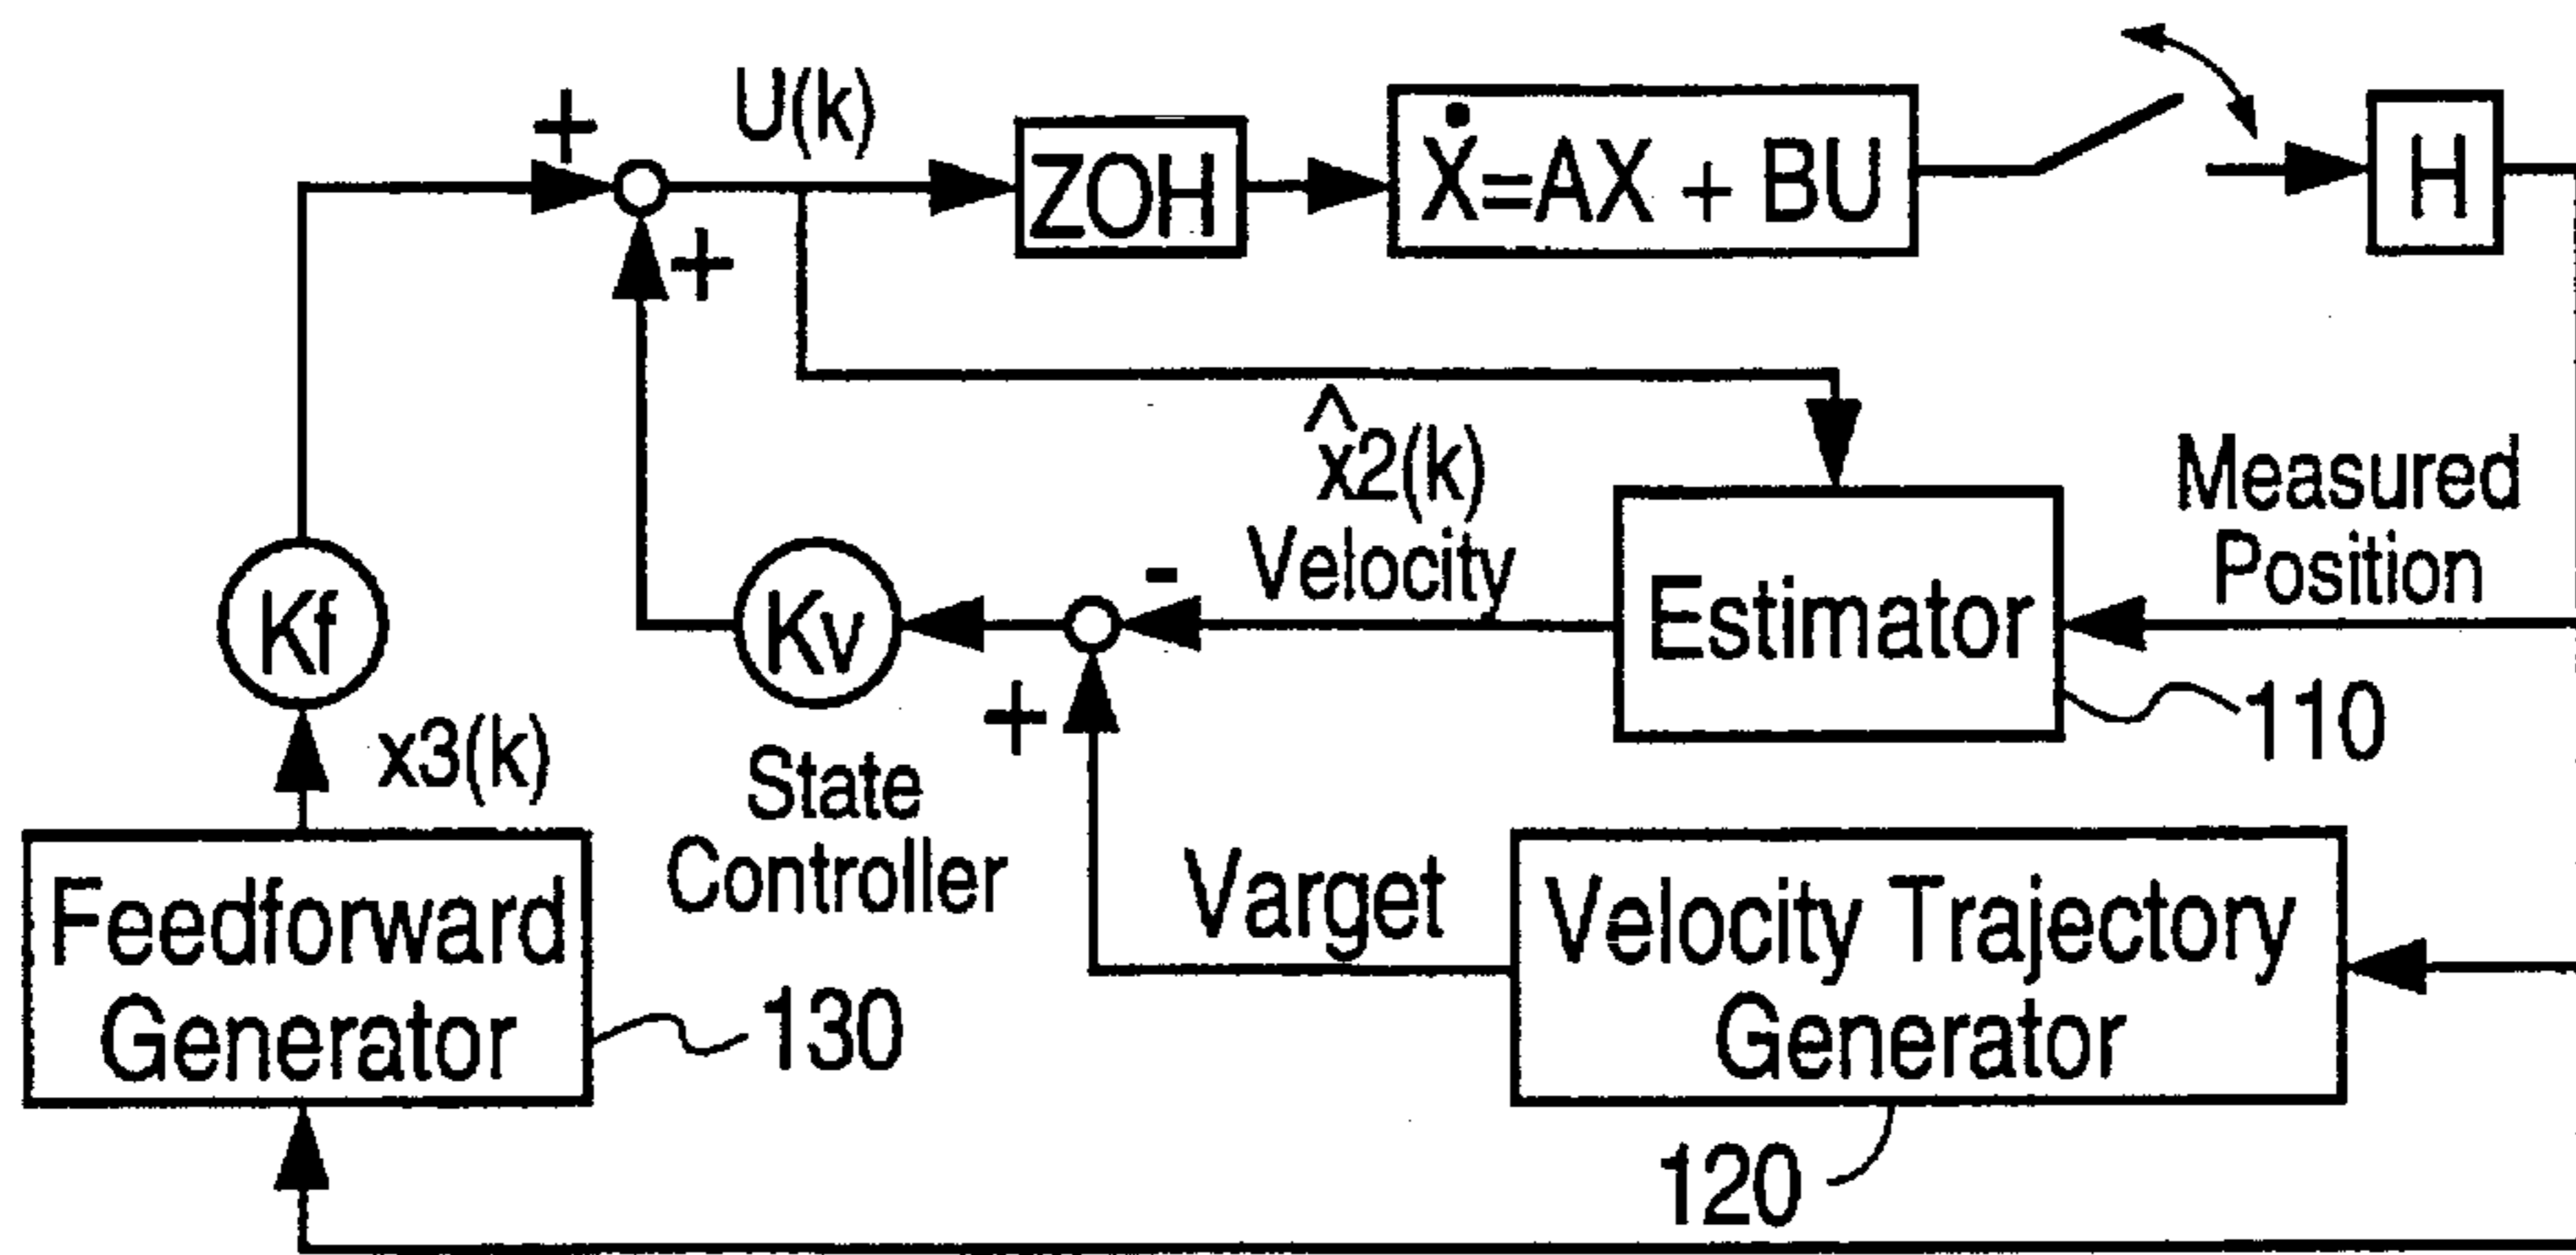 +
U(k)
ZOH
Ẋ=AX + BU
H
+
x̂2(k)
Velocity
Measured
Position
-
Kf
Kv
Estimator
+
110
x3(k)
State
Controller
Varget
Feedforward
Generator
130
Velocity Trajectory
Generator
120